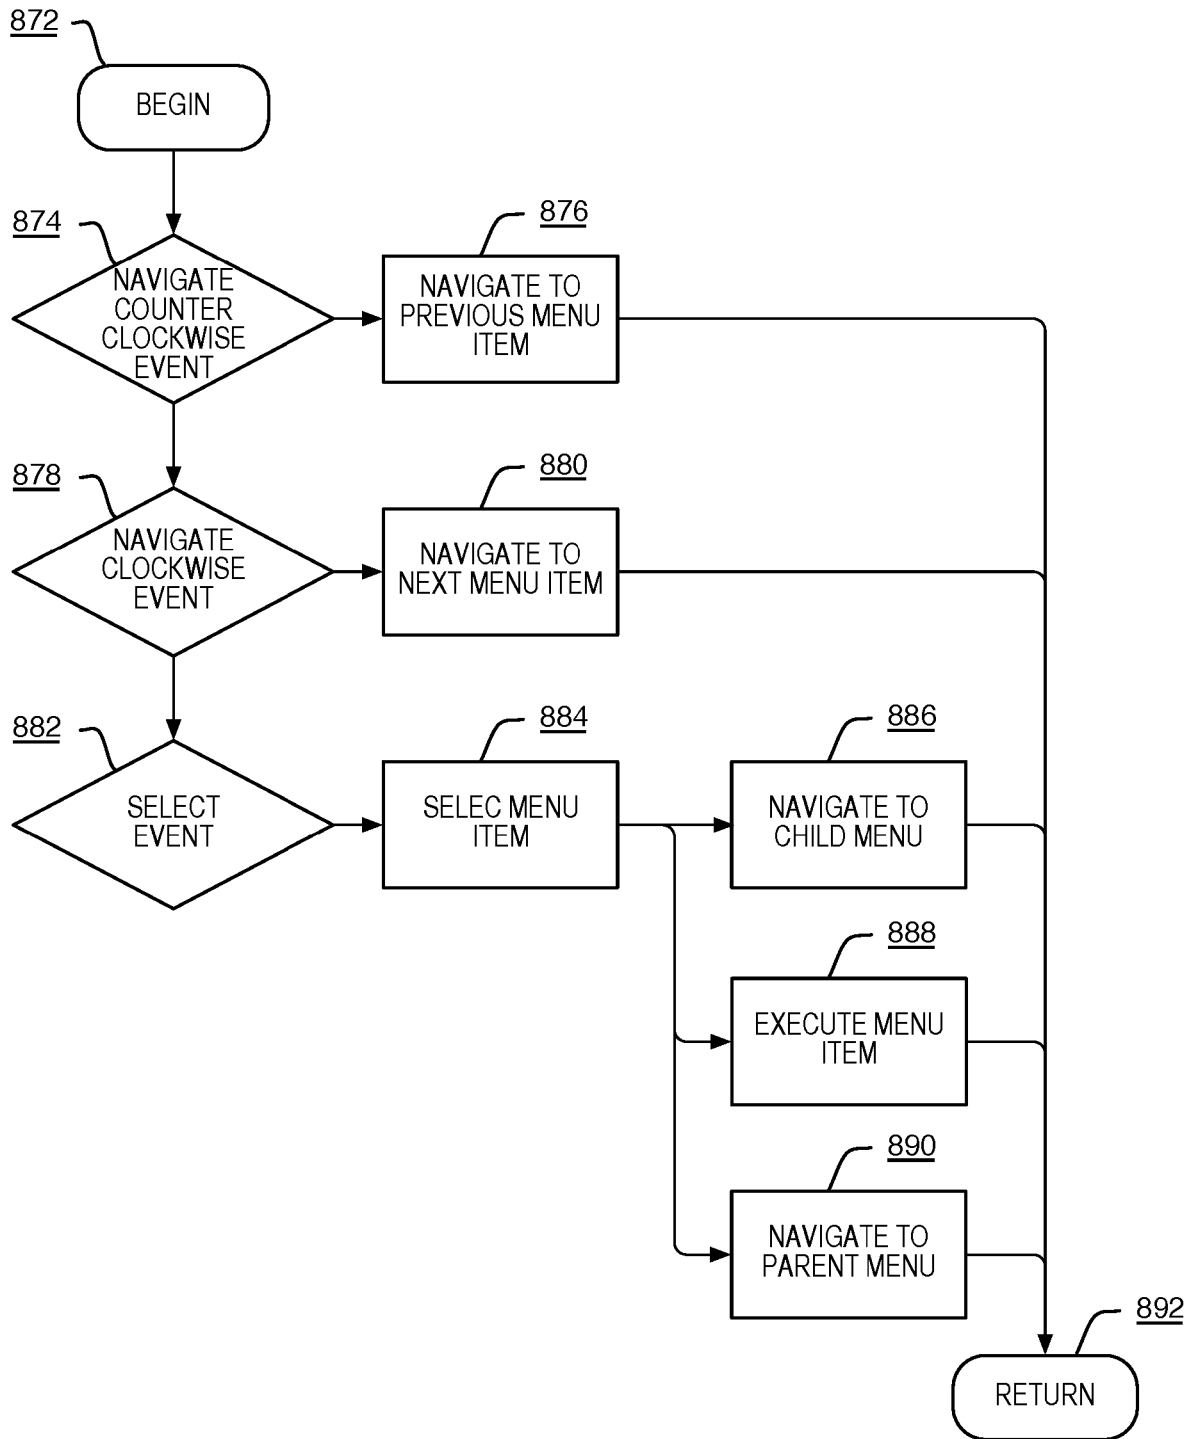 872
BEGIN
874
NAVIGATE
COUNTER
CLOCKWISE
EVENT
876
NAVIGATE TO
PREVIOUS MENU
ITEM
878
NAVIGATE
CLOCKWISE
EVENT
880
NAVIGATE TO
NEXT MENU ITEM
882
SELECT
EVENT
884
SELEC MENU
ITEM
886
NAVIGATE TO
CHILD MENU
888
EXECUTE MENU
ITEM
890
NAVIGATE TO
PARENT MENU
892
RETURN